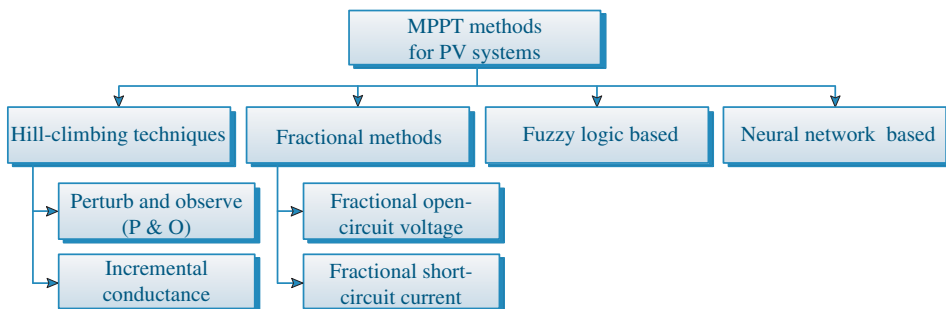 MPPT methods
for PV systems
Hill-climbing techniques
Fractional methods
Fuzzy logic based
Neural network based
Perturb and observe
(P & O)
Fractional open-
circuit voltage
Incremental
conductance
Fractional short-
circuit current